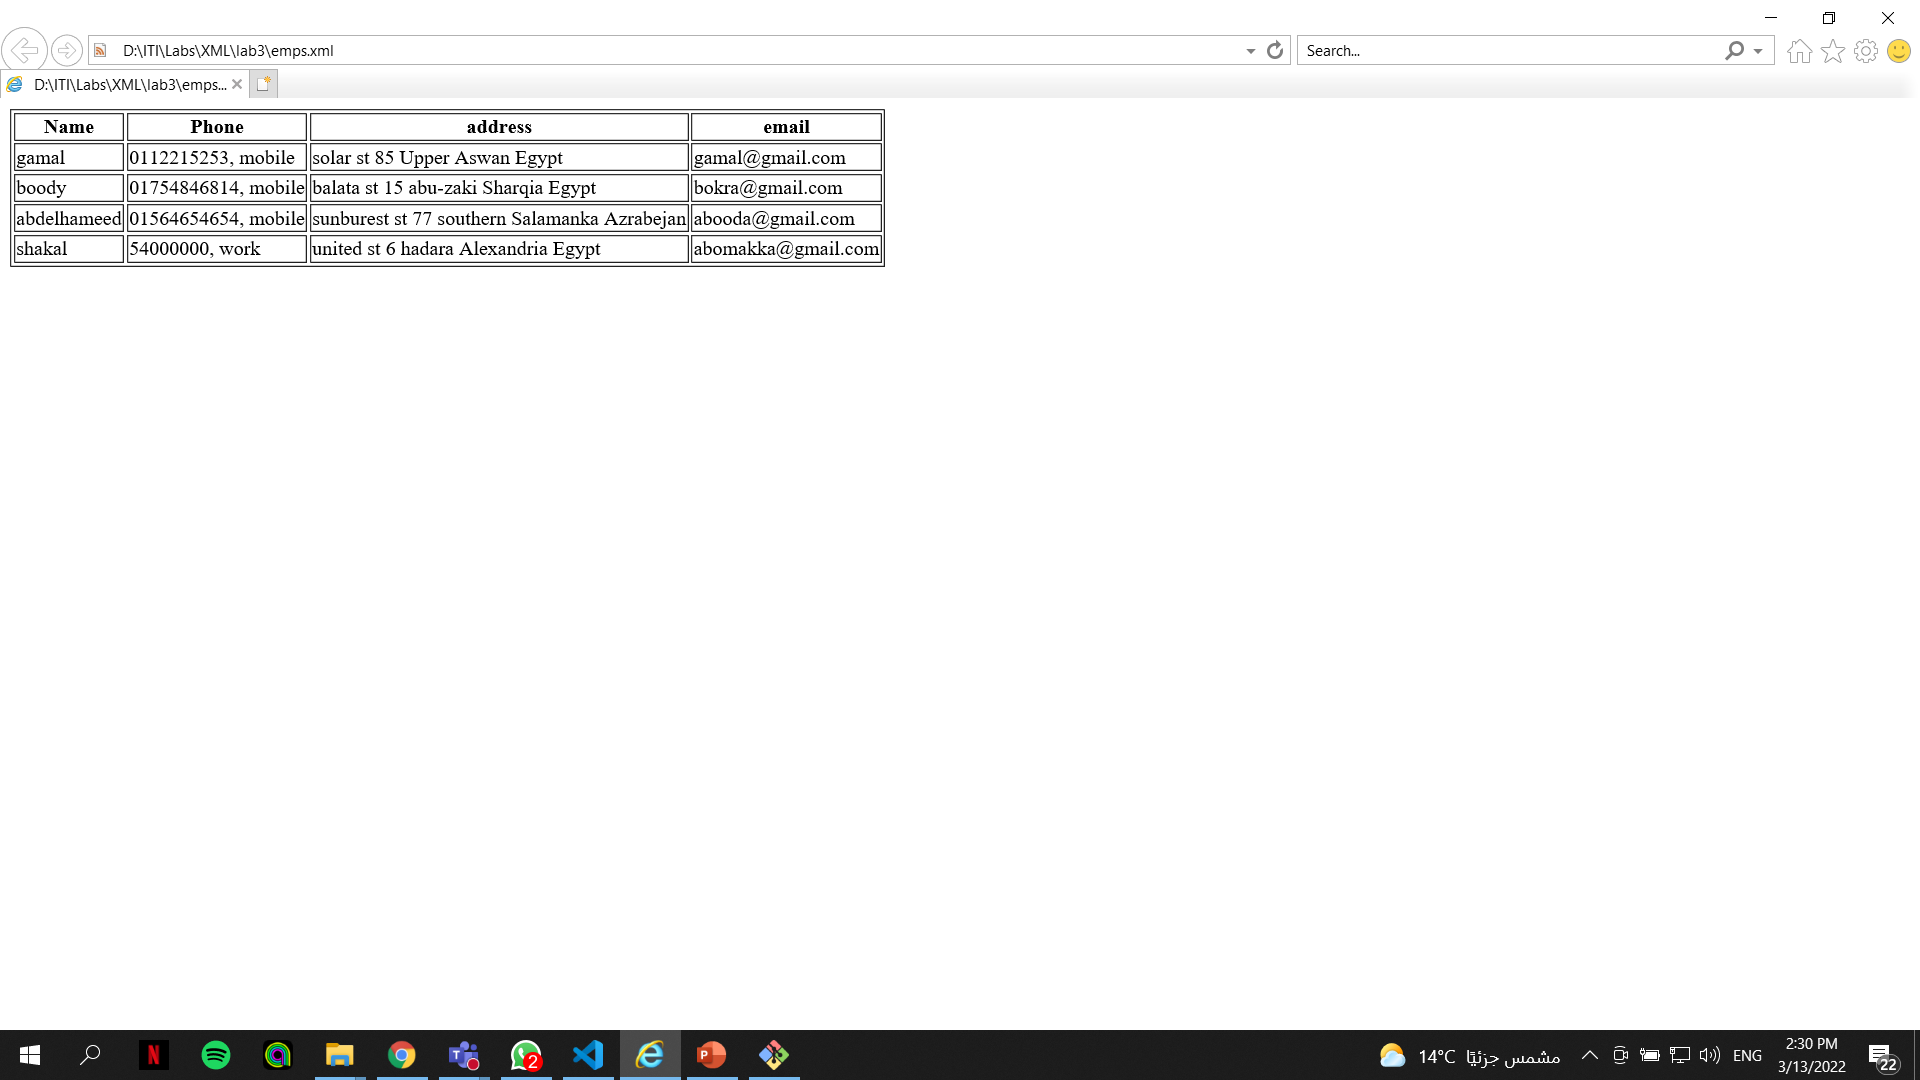 D:\ITI\Labs\XML\lab3\emps.xml
Search...
D:\ITI\Labs\XML\lab3\emps...
Name Phone address email
gamal 0112215253, mobile solar st 85 Upper Aswan Egypt gamal@gmail.com
boody 01754846814, mobile balata st 15 abu-zaki Sharqia Egypt bokra@gmail.com
abdelhameed 01564654654, mobile sunburest st 77 southern Salamanka Azrabejan abooda@gmail.com
shakal 54000000, work united st 6 hadara Alexandria Egypt abomakka@gmail.com
14°C مشمس جزئيًا
ENG
2:30 PM
3/13/2022
22
2